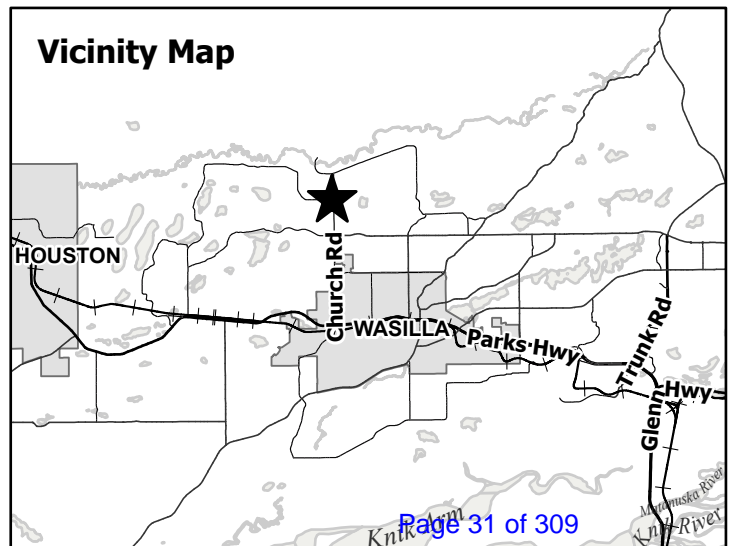 Vicinity Map
HOUSTON
Church Rd
WASILLA
Parks Hwy
Trunk Rd
Glenn Hwy
Matanuska River
Knik Arm
Knik River
Page 31 of 309